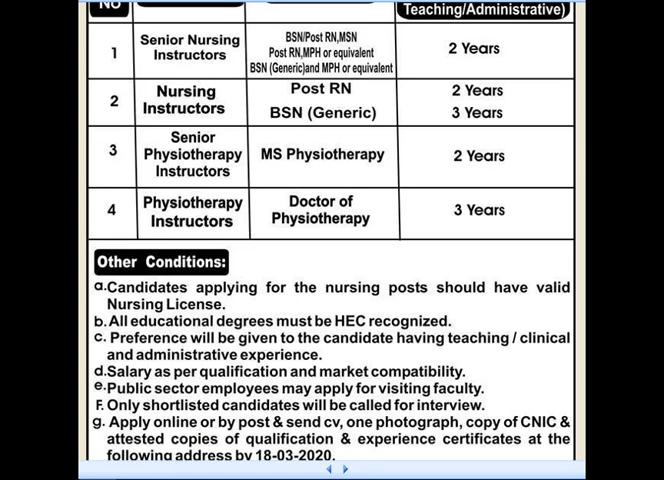 NO
Teaching/Administrative)
1
Senior Nursing
Instructors
BSN/Post RN,MSN
Post RN,MPH or equivalent
BSN (Generic)and MPH or equivalent
2 Years
2
Nursing
Instructors
Post RN
BSN (Generic)
2 Years
3 Years
3
Senior
Physiotherapy
Instructors
MS Physiotherapy
2 Years
4
Physiotherapy
Instructors
Doctor of
Physiotherapy
3 Years
Other Conditions:
a.Candidates applying for the nursing posts should have valid
Nursing License.
b. All educational degrees must be HEC recognized.
c. Preference will be given to the candidate having teaching / clinical
and administrative experience.
d.Salary as per qualification and market compatibility.
e.Public sector employees may apply for visiting faculty.
F. Only shortlisted candidates will be called for interview.
g. Apply online or by post & send cv, one photograph, copy of CNIC &
attested copies of qualification & experience certificates at the
following address by 18-03-2020.